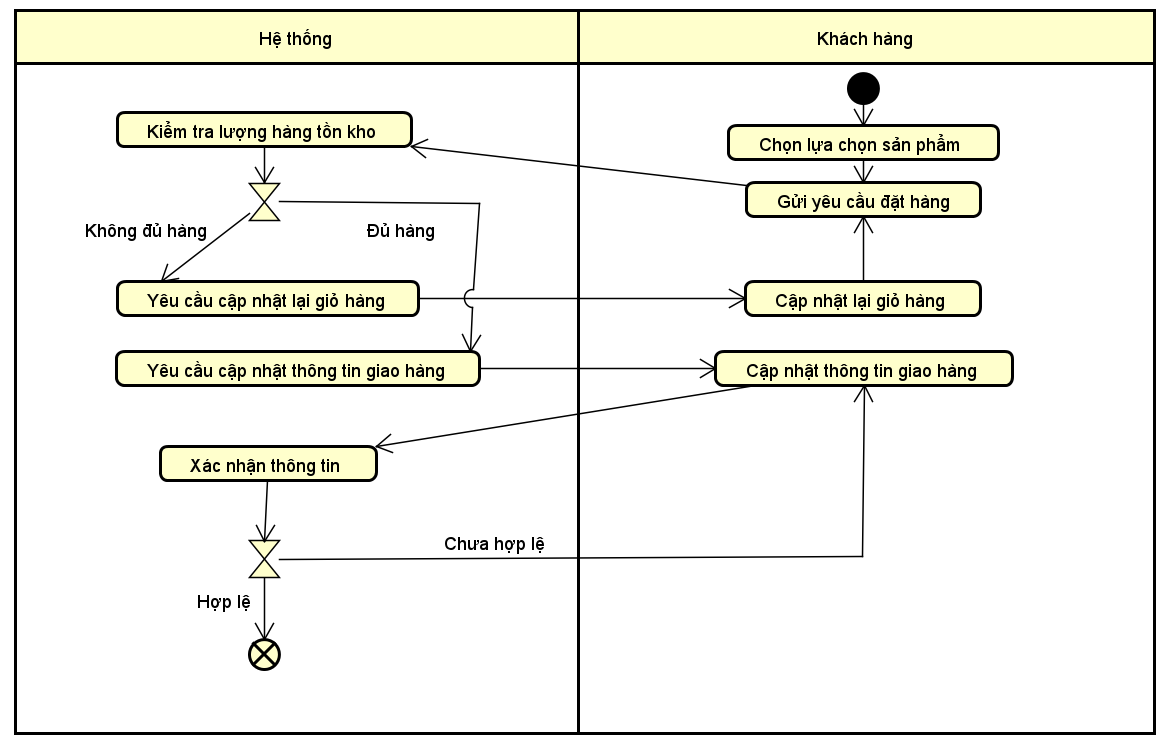 Hệ thống
Khách hàng
Kiểm tra lượng hàng tồn kho
Chọn lựa chọn sản phẩm
Gửi yêu cầu đặt hàng
Không đủ hàng
Đủ hàng
Yêu cầu cập nhật lại giỏ hàng
Cập nhật lại giỏ hàng
Yêu cầu cập nhật thông tin giao hàng
Cập nhật thông tin giao hàng
Xác nhận thông tin
Chưa hợp lệ
Hợp lệ